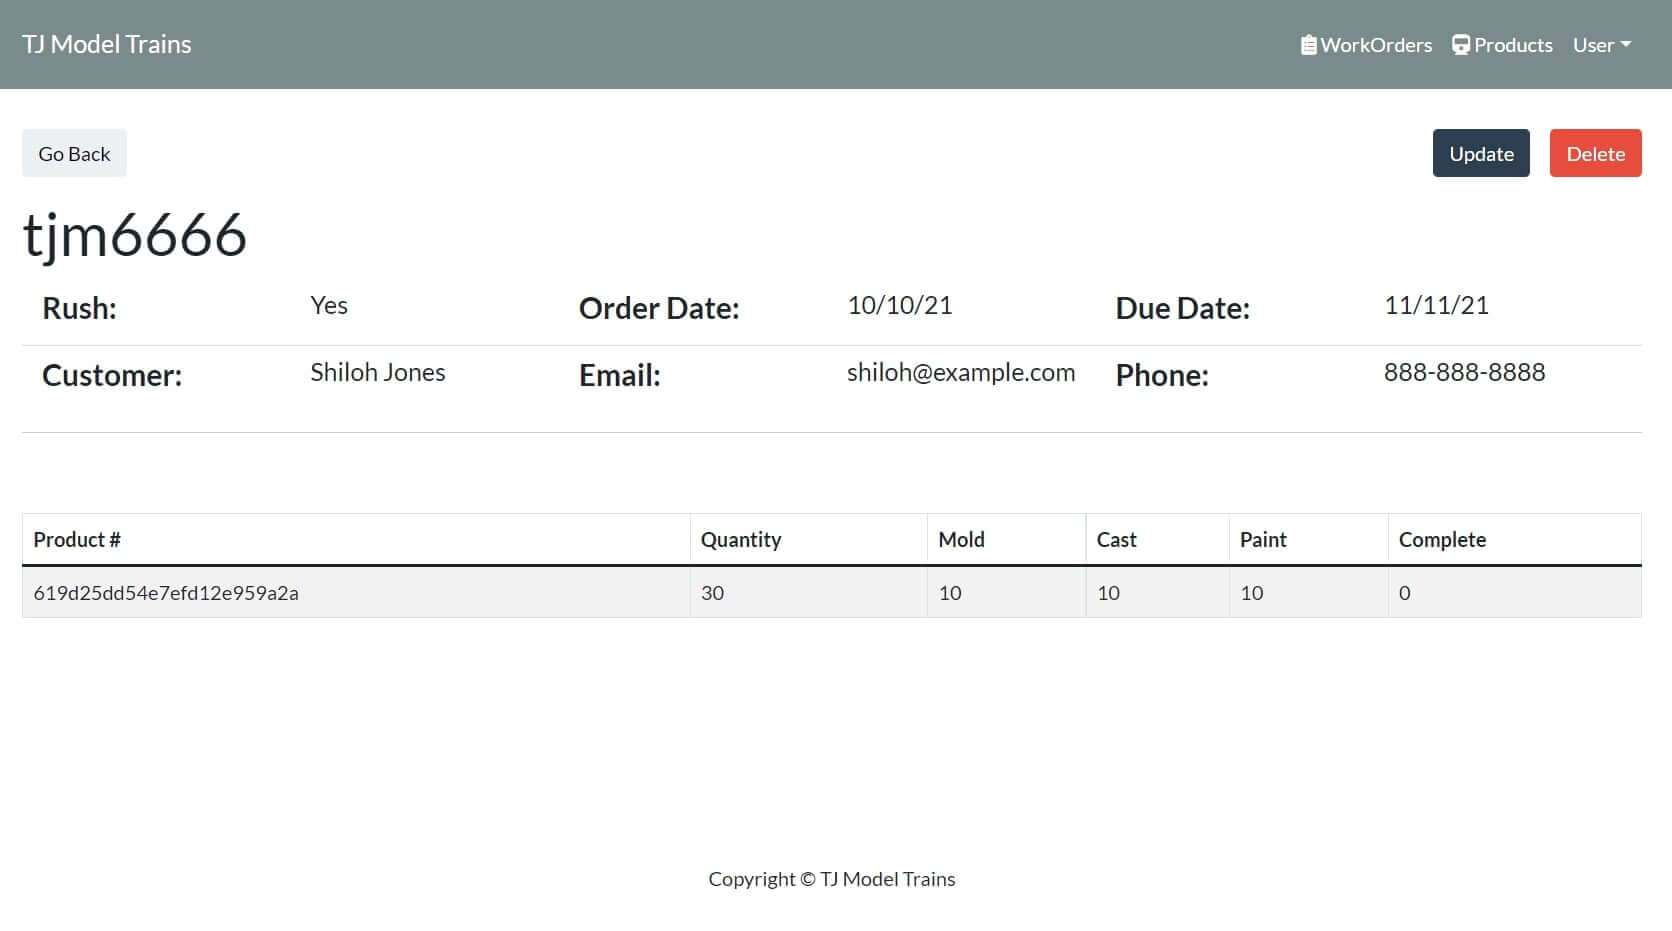 TJ Model Trains WorkOrders Products User
Go Back Update Delete
tjm6666
Rush: Yes Order Date: 10/10/21 Due Date: 11/11/21
Customer: Shiloh Jones Email: shiloh@example.com Phone: 888-888-8888
Product # Quantity Mold Cast Paint Complete
619d25dd54e7efd12e959a2a 30 10 10 10 0
Copyright © TJ Model Trains